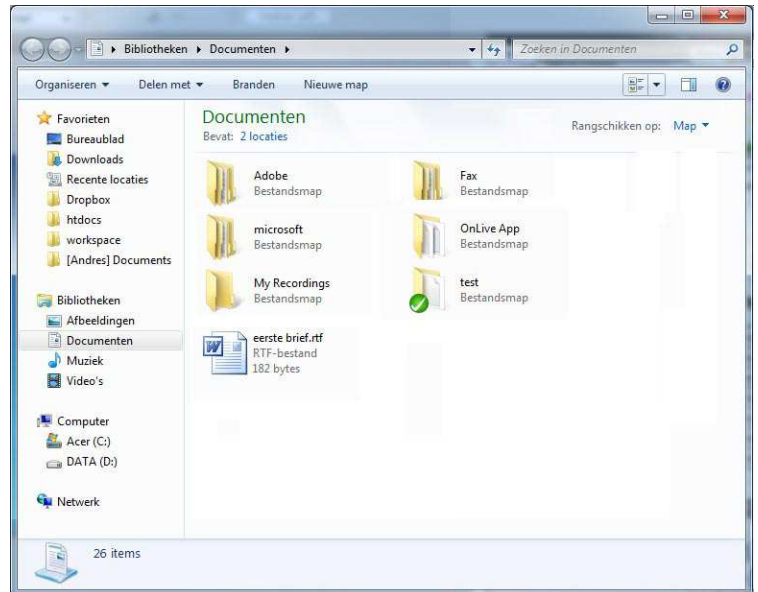 Bibliotheken Documenten
Zoeken in Documenten
Organiseren Delen met Branden Nieuwe map
Favorieten
Bureaublad
Downloads
Recente locaties
Dropbox
htdocs
workspace
[Andres] Documents
Bibliotheken
Afbeeldingen
Documenten
Muziek
Video's
Computer
Acer (C:)
DATA (D:)
Netwerk
Documenten
Bevat: 2 locaties
Rangschikken op: Map
Adobe
Bestandsmap
Fax
Bestandsmap
microsoft
Bestandsmap
OnLive App
Bestandsmap
My Recordings
Bestandsmap
test
Bestandsmap
eerste brief.rtf
RTF-bestand
182 bytes
26 items